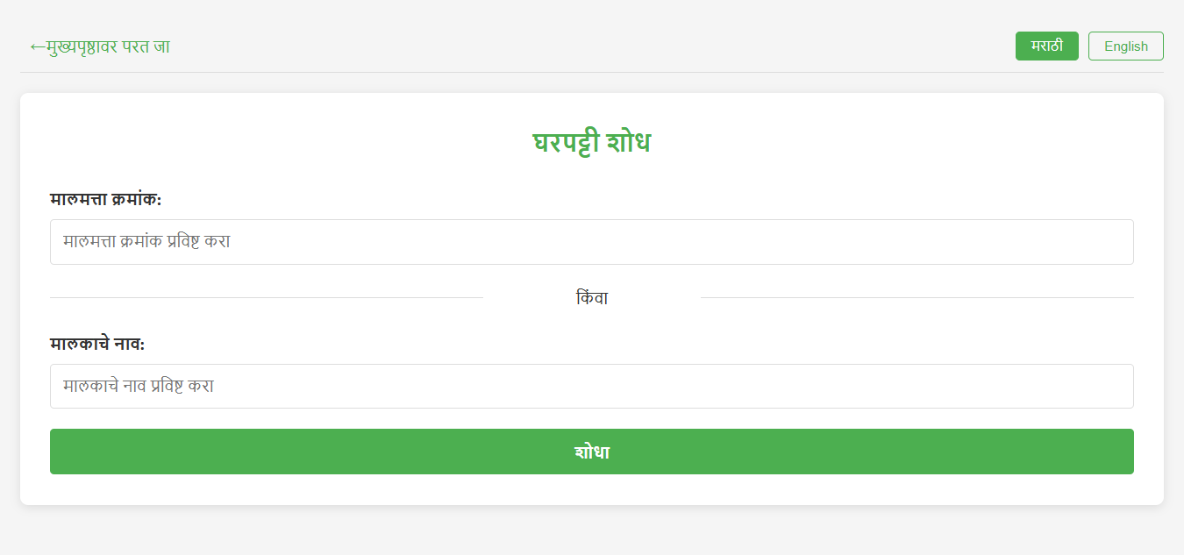 ←मुख्यपृष्ठावर परत जा
मराठी English
घरपट्टी शोध
मालमत्ता क्रमांक:
मालमत्ता क्रमांक प्रविष्ट करा
किंवा
मालकाचे नाव:
मालकाचे नाव प्रविष्ट करा
शोधा